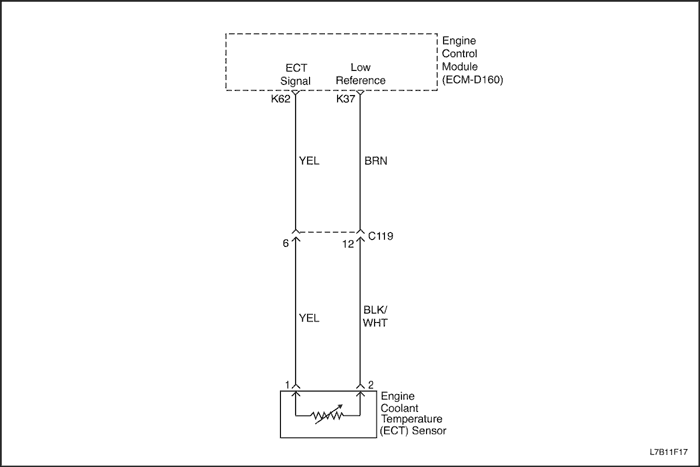 Engine
Control
Module
(ECM-D160)
ECT
Signal
Low
Reference
K62
K37
YEL
BRN
6
12
C119
YEL
BLK/
WHT
1
2
Engine
Coolant
Temperature
(ECT) Sensor
L7B11F17